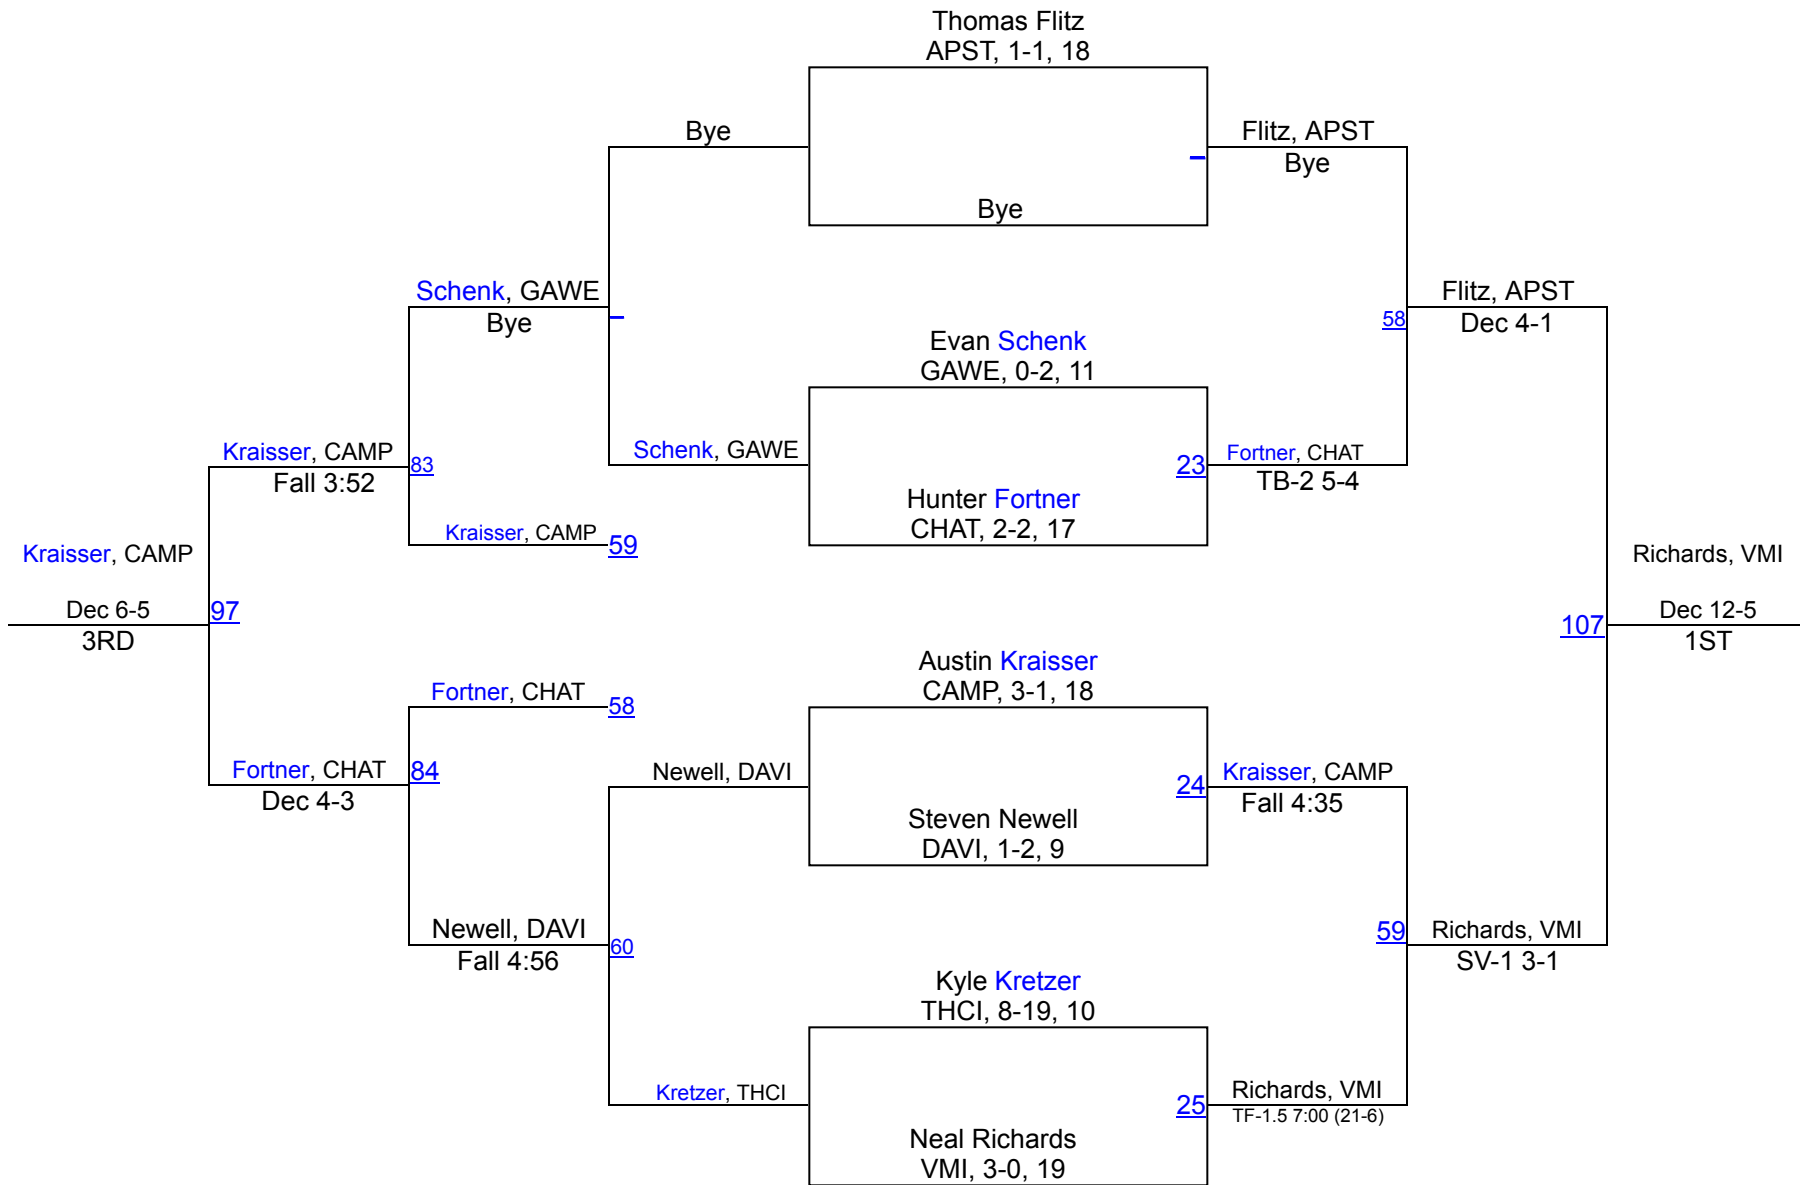 Thomas Flitz
APST, 1-1, 18
Bye
Flitz, APST
Bye
Bye
Schenk, GAWE
Bye
Flitz, APST
58
Dec 4-1
Evan Schenk
GAWE, 0-2, 11
Kraisser, CAMP
83
Fall 3:52
Schenk, GAWE
23
Fortner, CHAT
TB-2 5-4
Hunter Fortner
CHAT, 2-2, 17
Kraisser, CAMP
59
Kraisser, CAMP
Richards, VMI
Dec 6-5
97
3RD
107
Dec 12-5
1ST
Austin Kraisser
CAMP, 3-1, 18
Fortner, CHAT
58
Fortner, CHAT
84
Dec 4-3
Newell, DAVI
24
Kraisser, CAMP
Fall 4:35
Steven Newell
DAVI, 1-2, 9
Newell, DAVI
60
Fall 4:56
59
Richards, VMI
SV-1 3-1
Kyle Kretzer
THCI, 8-19, 10
Kretzer, THCI
25
Richards, VMI
TF-1.5 7:00 (21-6)
Neal Richards
VMI, 3-0, 19